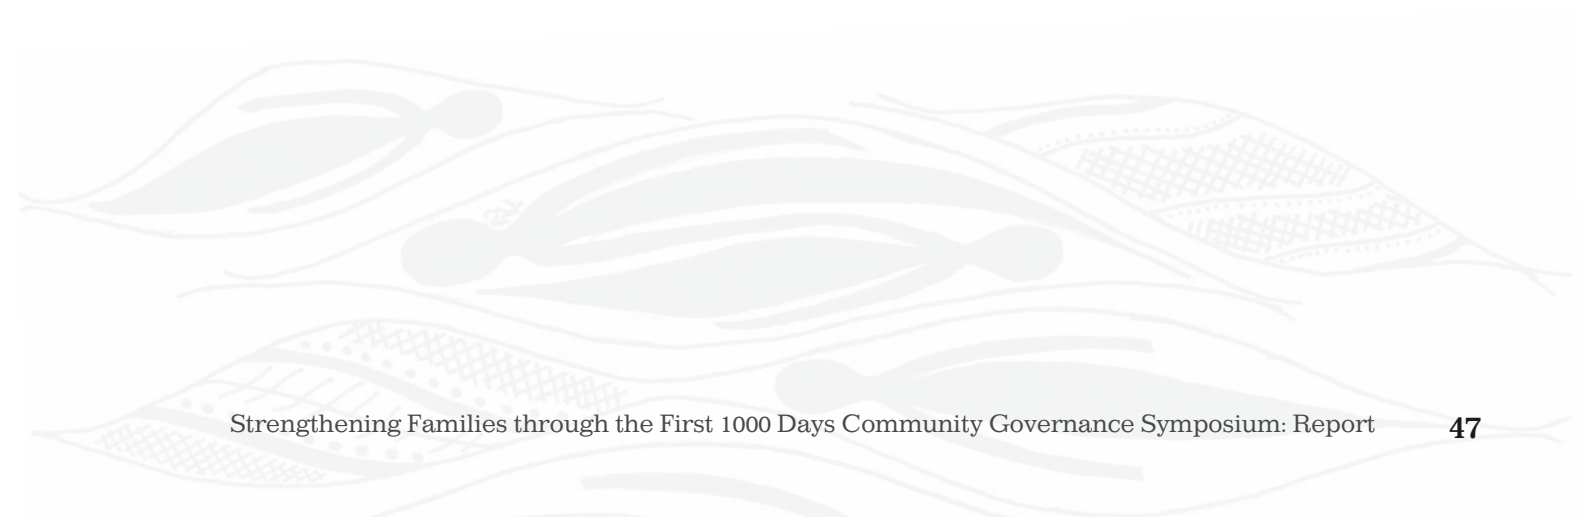 Strengthening Families through the First 1000 Days Community Governance Symposium: Report 47